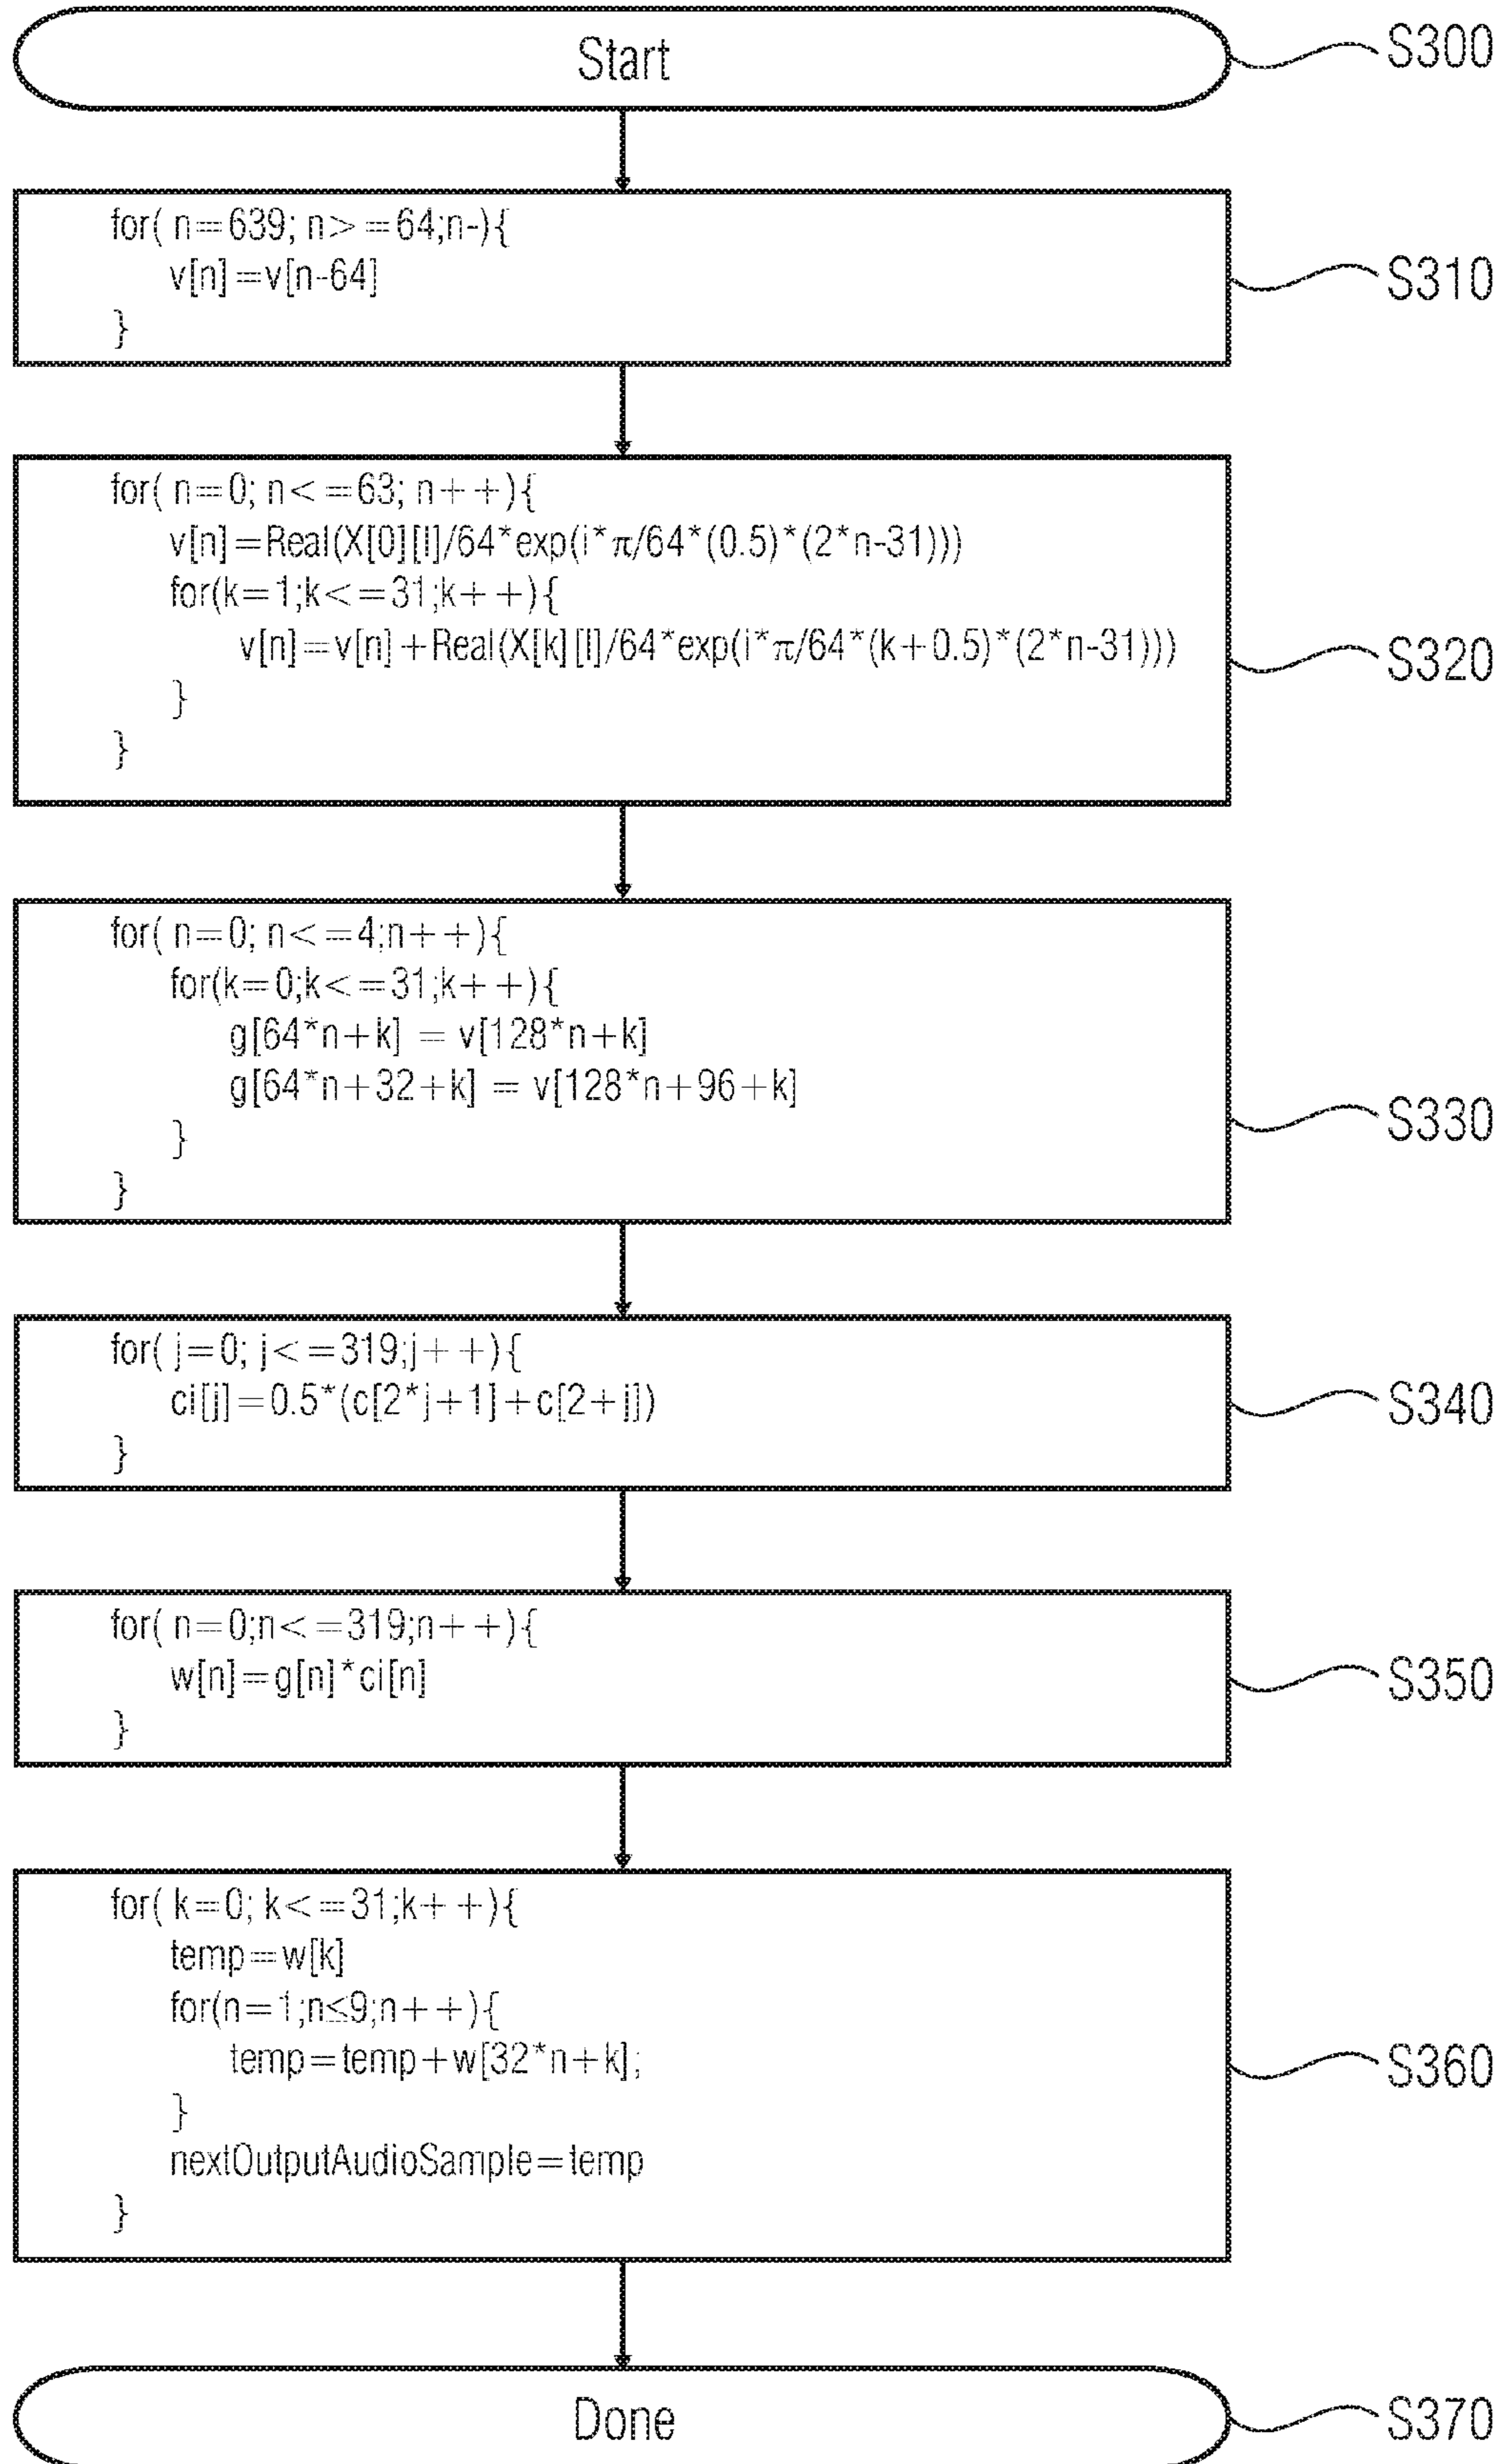 Start
S300
for( n=639; n>=64;n-){
v[n]=v[n-64]
}
S310
for( n=0; n<=63; n++){
v[n]=Real(X[0][l]/64*exp(i*π/64*(0.5)*(2*n-31)))
for(k=1;k<=31;k++){
v[n]=v[n]+Real(X[k][l]/64*exp(i*π/64*(k+0.5)*(2*n-31)))
}
}
S320
for( n=0; n<=4;n++){
for(k=0;k<=31;k++){
g[64*n+k] = v[128*n+k]
g[64*n+32+k] = v[128*n+96+k]
}
}
S330
for( j=0; j<=319;j++){
ci[j]=0.5*(c[2*j+1]+c[2+j])
}
S340
for( n=0;n<=319;n++){
w[n]=g[n]*ci[n]
}
S350
for( k=0; k<=31;k++){
temp=w[k]
for(n=1;n≤9;n++){
temp=temp+w[32*n+k];
}
nextOutputAudioSample=temp
}
S360
Done
S370